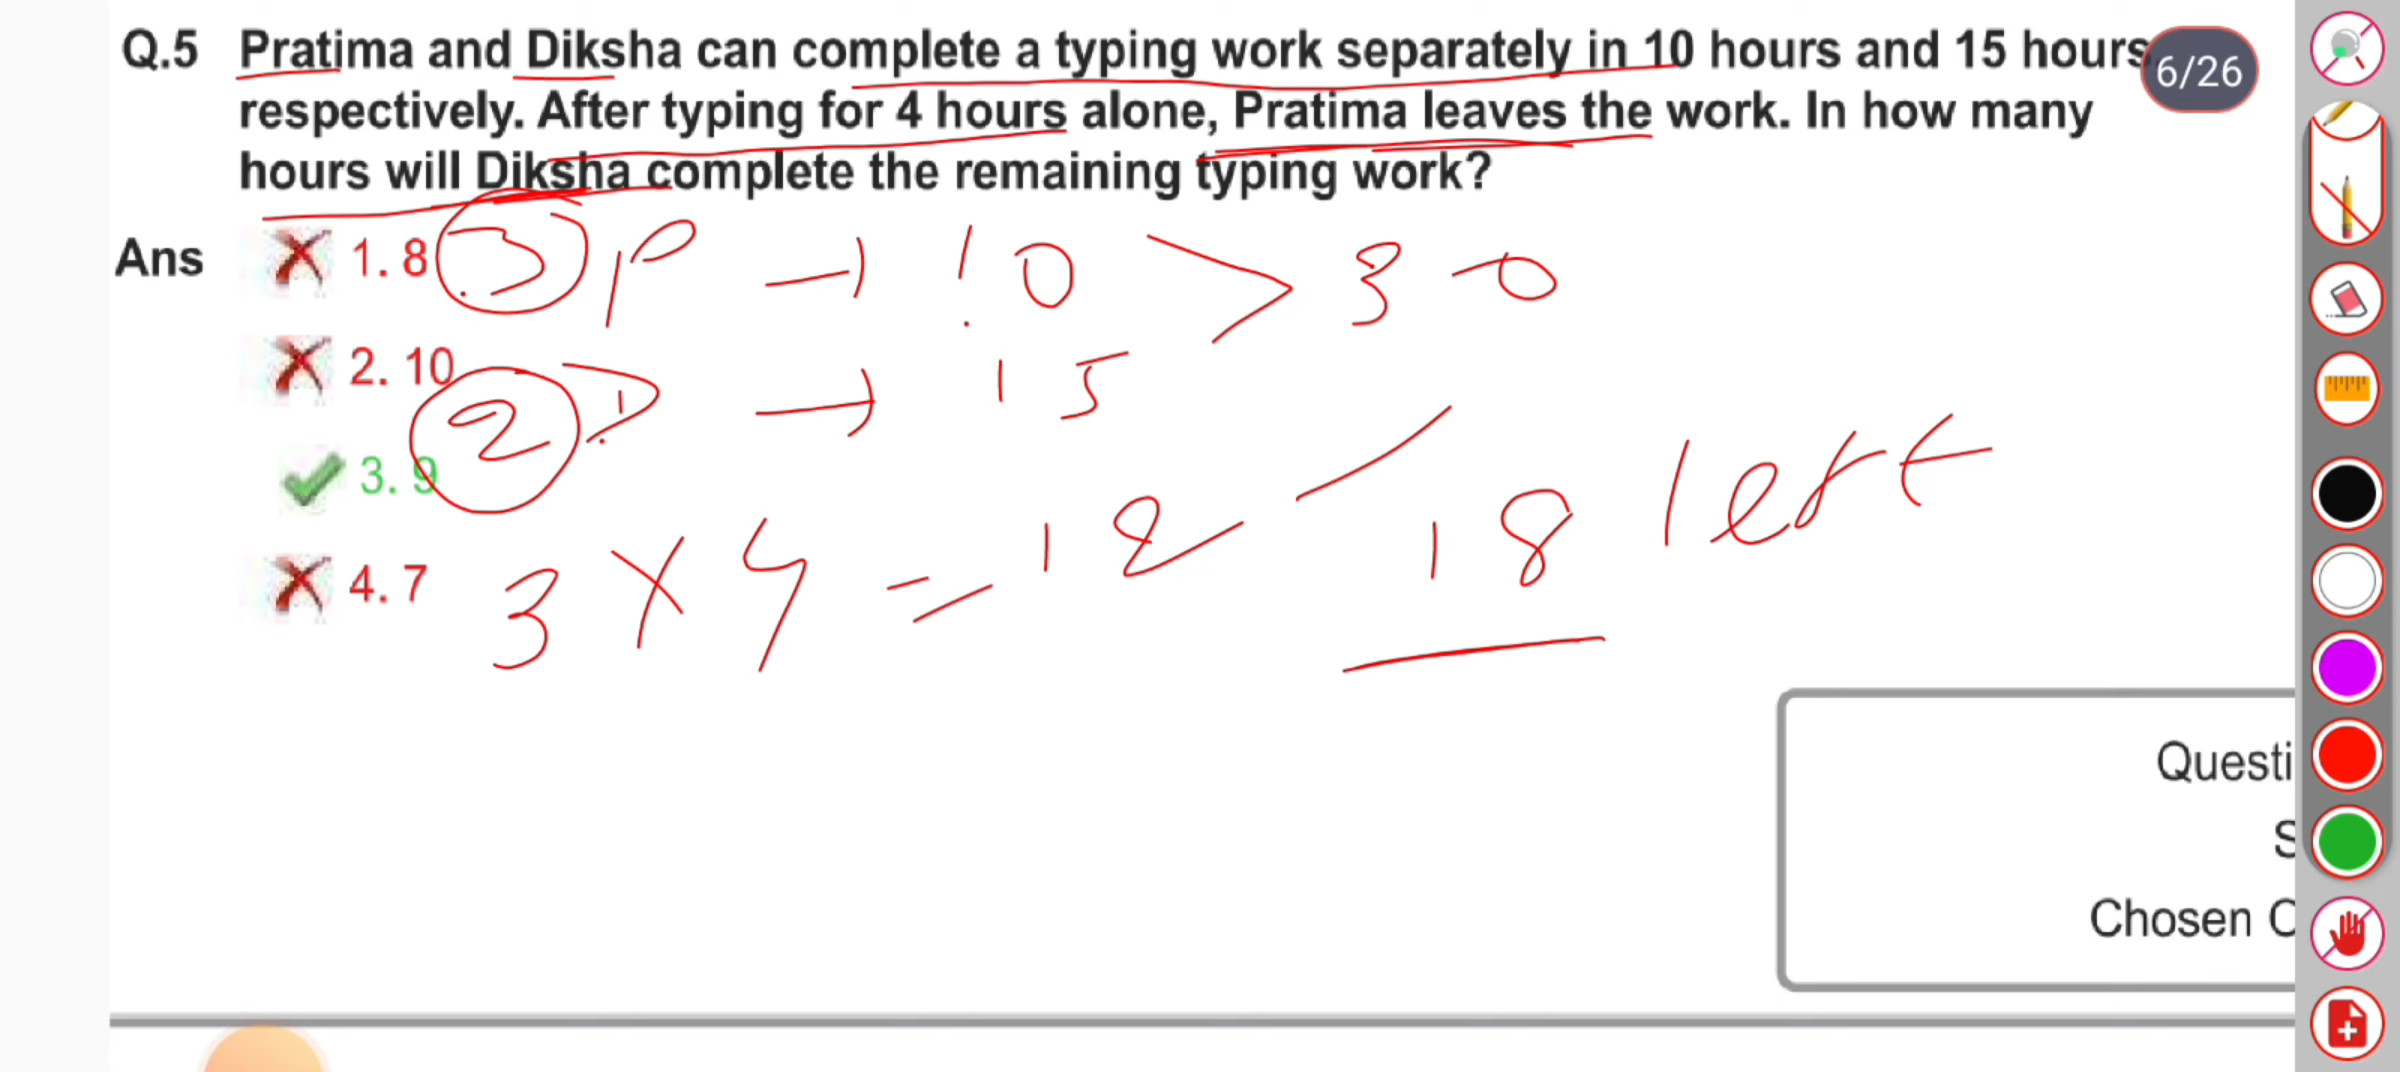 Q.5 Pratima and Diksha can complete a typing work separately in 10 hours and 15 hours
6/26
respectively. After typing for 4 hours alone, Pratima leaves the work. In how many
hours will Diksha complete the remaining typing work?
Ans 1. 8
3 P → 10 > 30
2. 10
2 D → 15
3. 9
18 left
4. 7
3 X 4 = 12
Questi
S
Chosen O